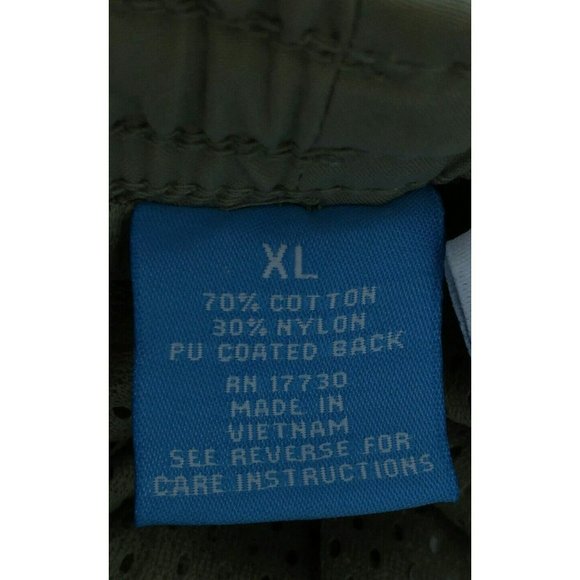 XL
70% COTTON
30% NYLON
PU COATED BACK
RN 17730
MADE IN
VIETNAM
SEE REVERSE FOR
CARE INSTRUCTIONS